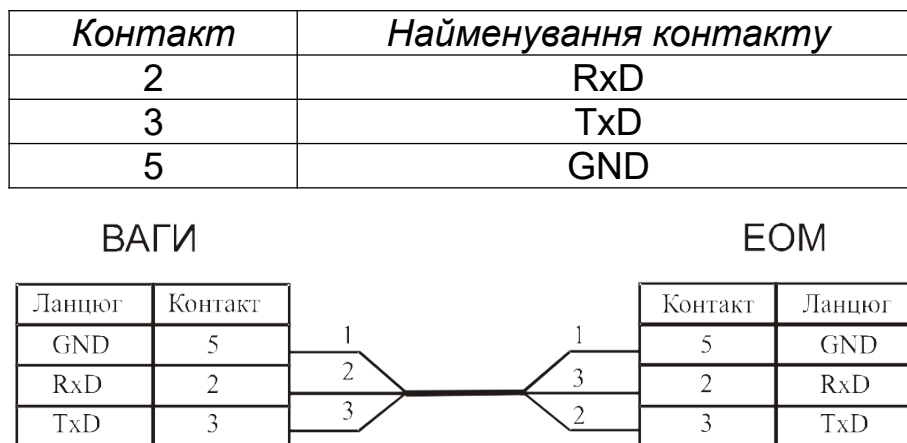 Контакт Найменування контакту
2 RxD
3 TxD
5 GND
ВАГИ ЕОМ
Ланцюг Контакт Контакт Ланцюг
GND 5 1 1 5 GND
RxD 2 2 3 2 RxD
TxD 3 3 2 3 TxD